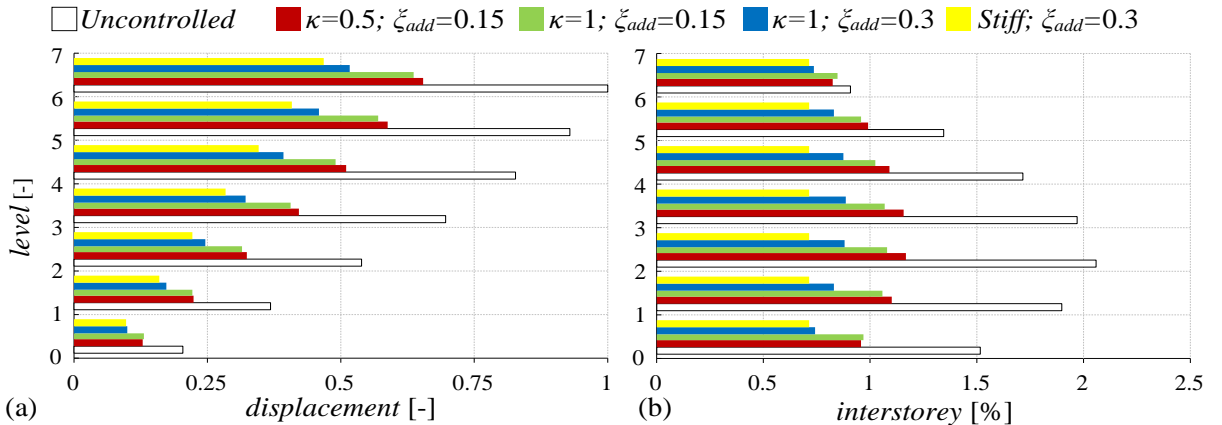 Uncontrolled κ=0.5; ξadd=0.15 κ=1; ξadd=0.15 κ=1; ξadd=0.3 Stiff; ξadd=0.3
level [-]
7
6
5
4
3
2
1
0
0 0.25 0.5 0.75 1
(a) displacement [-]
7
6
5
4
3
2
1
0
0 0.5 1 1.5 2 2.5
(b) interstorey [%]